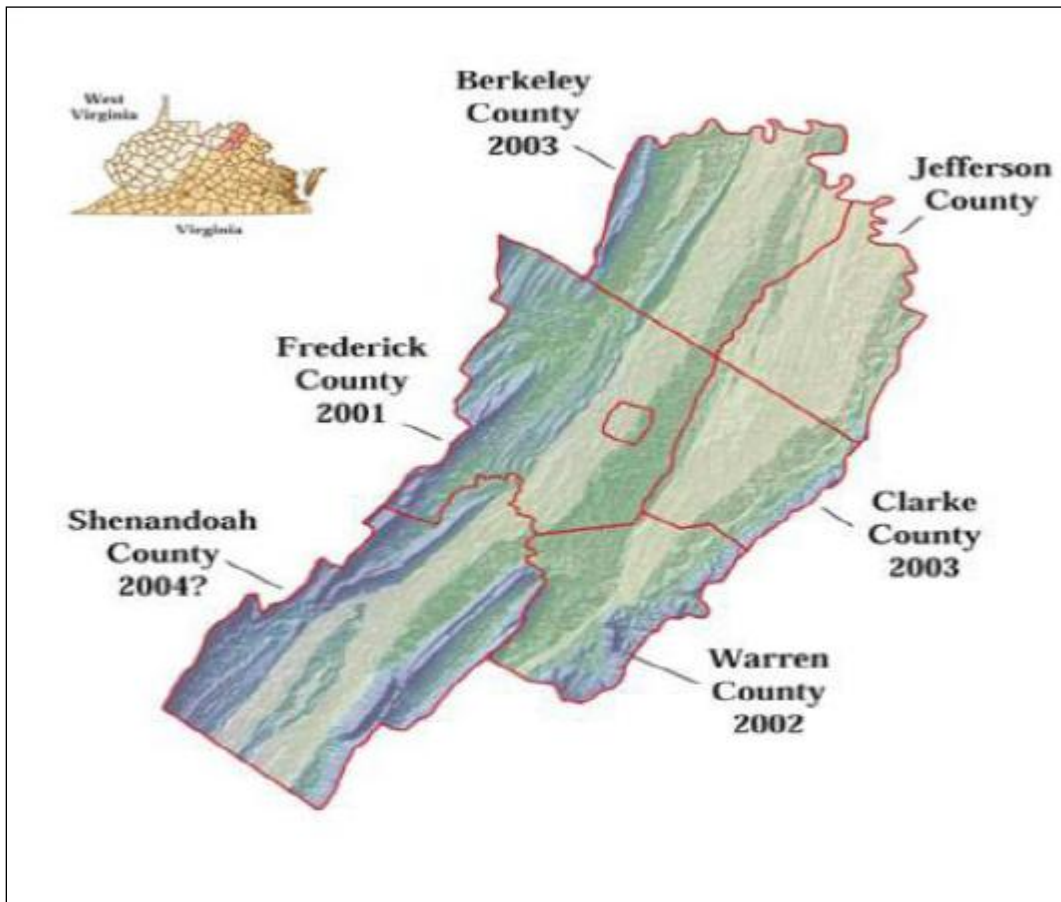 West
Virginia
Virginia
Berkeley
County
2003
Jefferson
County
Frederick
County
2001
Shenandoah
County
2004?
Clarke
County
2003
Warren
County
2002